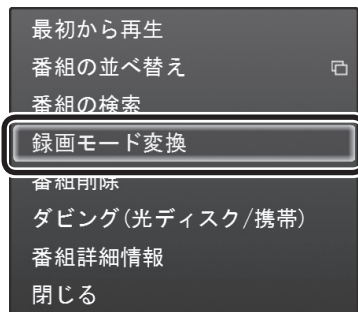 最初から再生
番組の並べ替え
番組の検索
録画モード変換
番組削除
ダビング(光ディスク/携帯)
番組詳細情報
閉じる